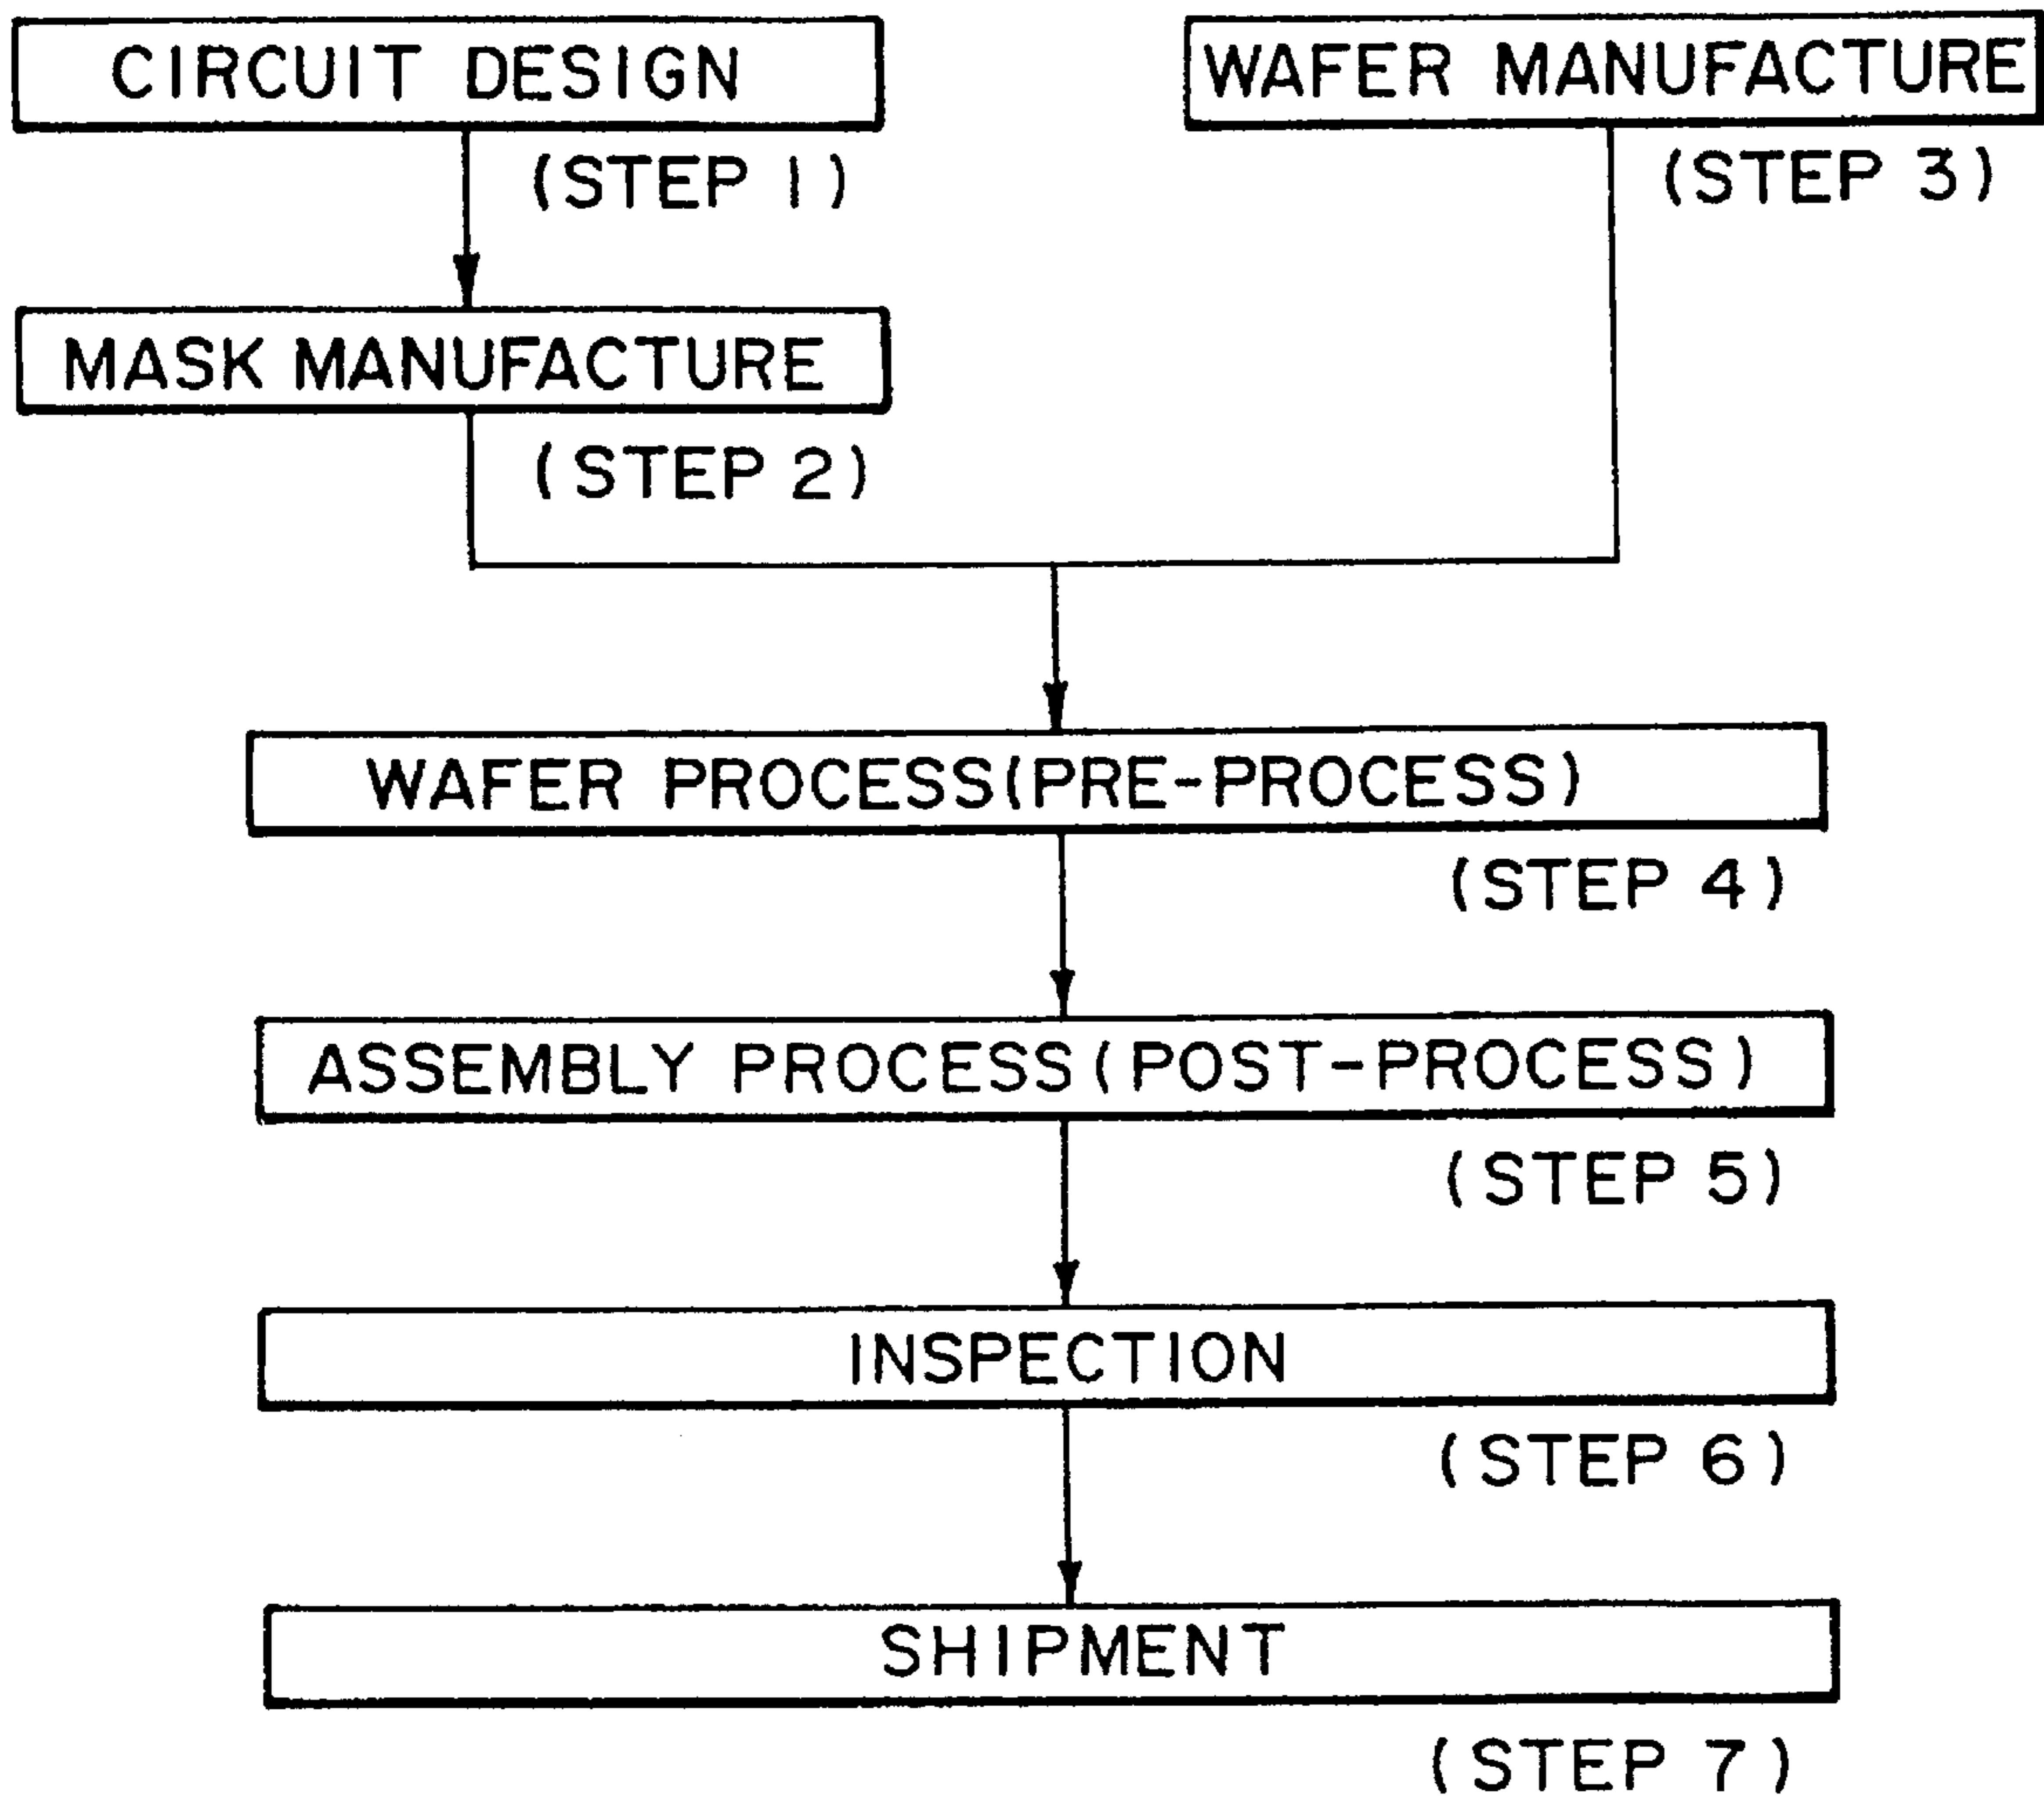 CIRCUIT DESIGN
(STEP 1)
MASK MANUFACTURE
(STEP 2)
WAFER MANUFACTURE
(STEP 3)
WAFER PROCESS(PRE-PROCESS)
(STEP 4)
ASSEMBLY PROCESS(POST-PROCESS)
(STEP 5)
INSPECTION
(STEP 6)
SHIPMENT
(STEP 7)